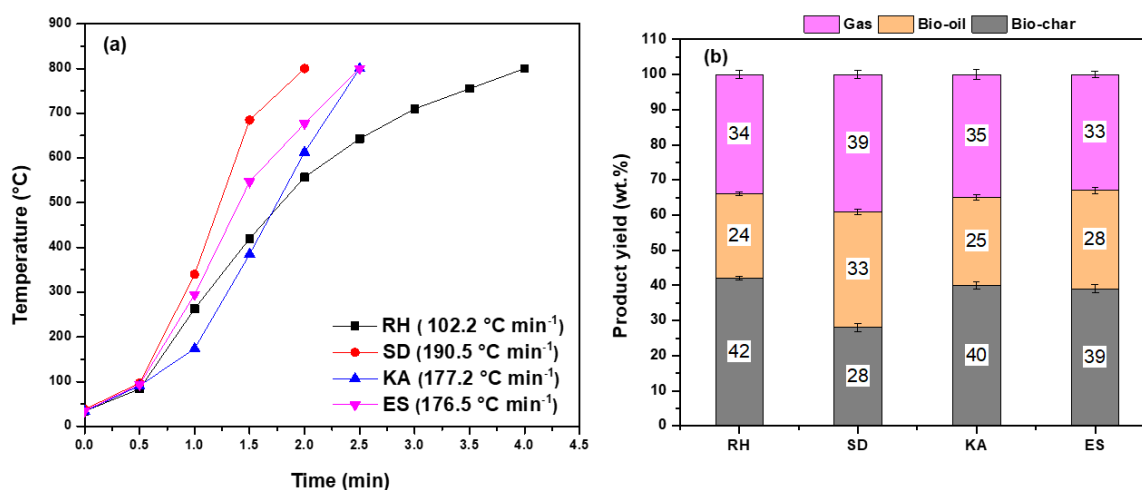 (a)
Temperature (°C)
900
800
700
600
500
400
300
200
100
0
RH ( 102.2 °C min⁻¹)
SD (190.5 °C min⁻¹)
KA (177.2 °C min⁻¹)
ES (176.5 °C min⁻¹)
0.0 0.5 1.0 1.5 2.0 2.5 3.0 3.5 4.0 4.5
Time (min)
Gas Bio-oil Bio-char
(b)
Product yield (wt.%)
110
100
90
80
70
60
50
40
30
20
10
0
34 39 35 33
24 33 25 28
42 28 40 39
RH SD KA ES